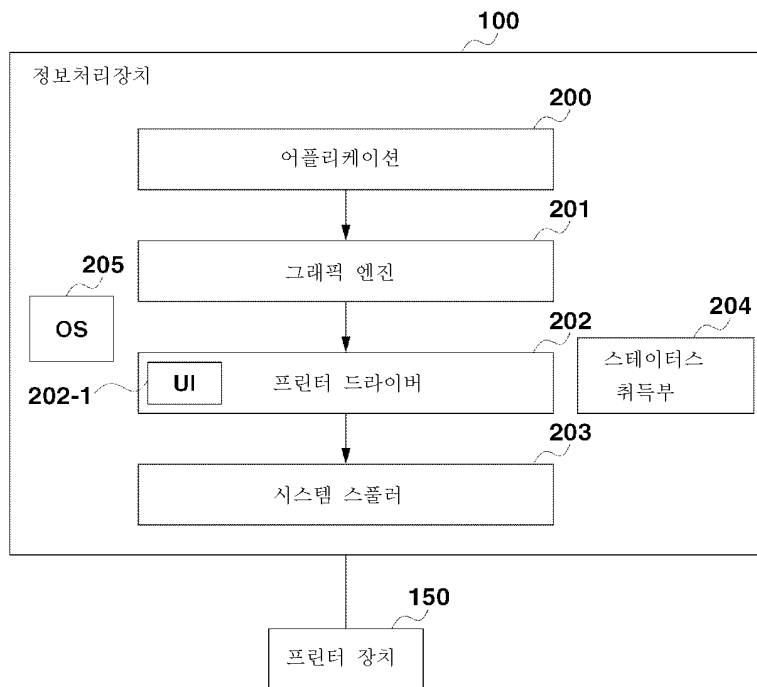 100
정보처리장치
200
어플리케이션
201
그래픽 엔진
205
OS
202
204
스테이터스
취득부
UI
프린터 드라이버
202-1
203
시스템 스풀러
150
프린터 장치